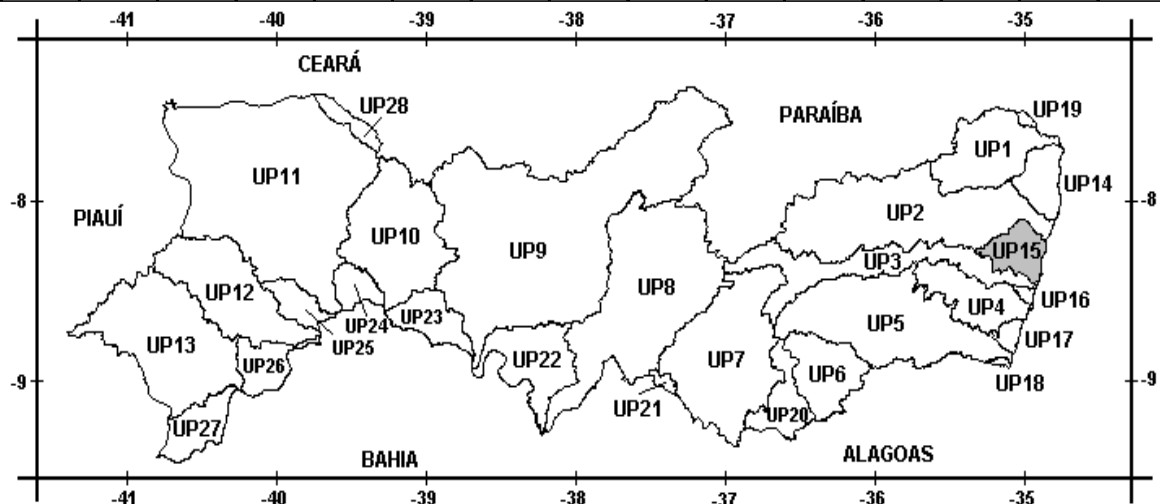 -41 -40 -39 -38 -37 -36 -35
CEARÁ
UP28
PARAÍBA
UP19
UP1
UP11
UP14
-8 -8
PIAUÍ
UP2
UP10
UP9
UP15
UP3
UP12
UP8
UP16
UP4
UP23
UP24
UP5
UP17
UP25
UP13
UP22
UP7
UP26
UP6
-9 -9
UP18
UP21
UP20
UP27
ALAGOAS
BAHIA
-41 -40 -39 -38 -37 -36 -35